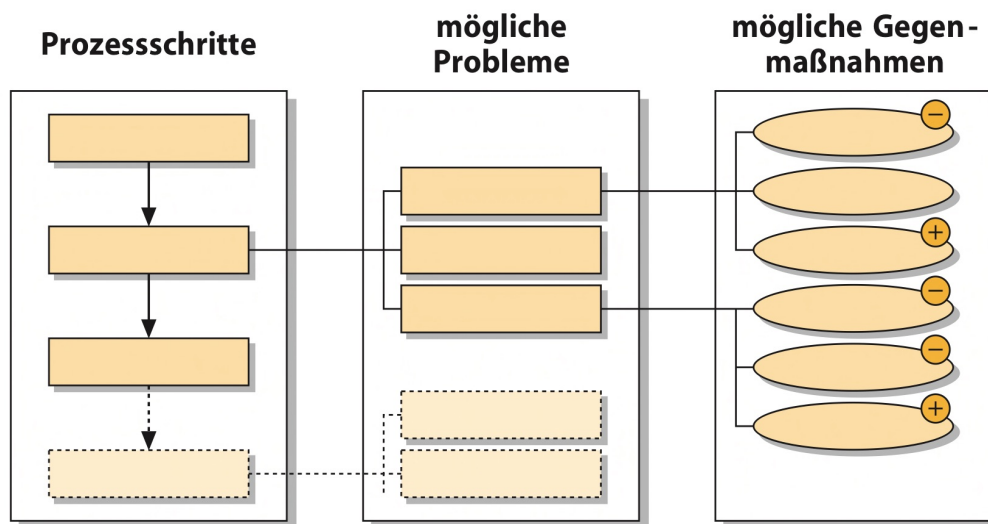 Prozessschritte
mögliche
Probleme
mögliche Gegen-
maßnahmen
−
+
−
−
+